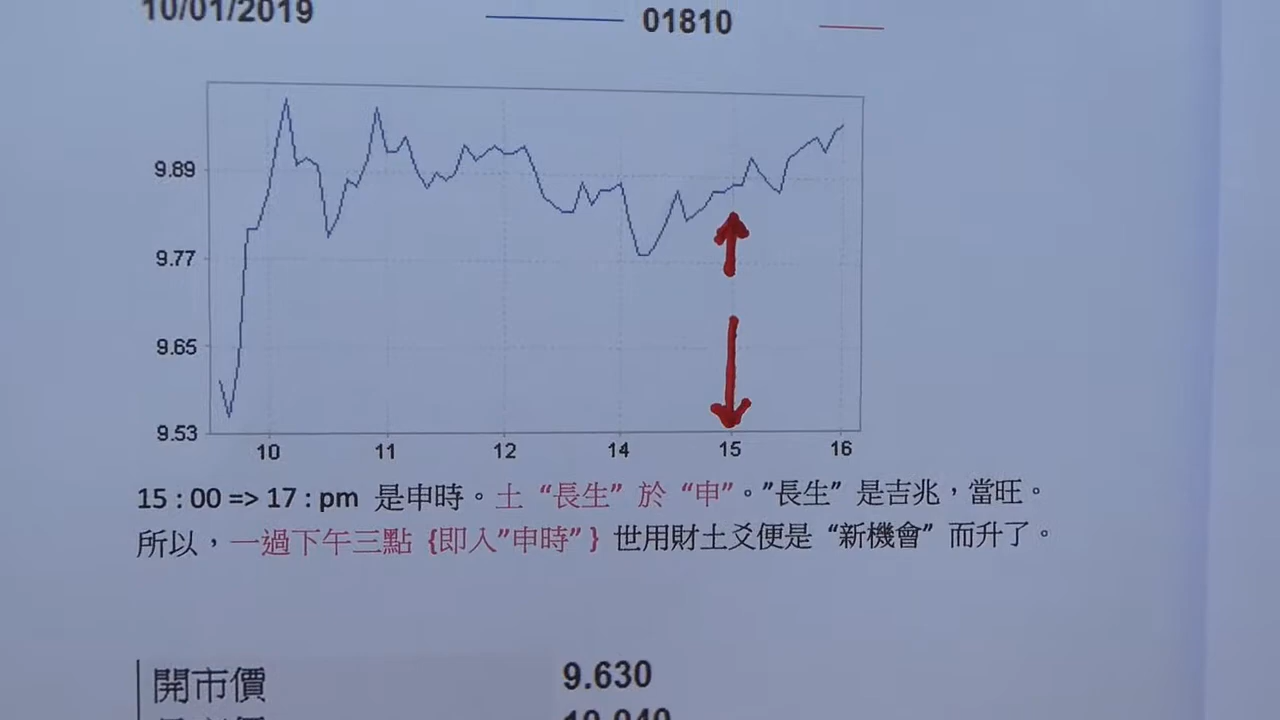 10/01/2019 01810
9.89
9.77
9.65
9.53
10 11 12 14 15 16
15 : 00 => 17 : pm 是申時。土 “長生” 於 “申”。”長生” 是吉兆，當旺。
所以，一過下午三點 {即入”申時” } 世用財土爻便是 “新機會” 而升了。
開市價 9.630
10.040